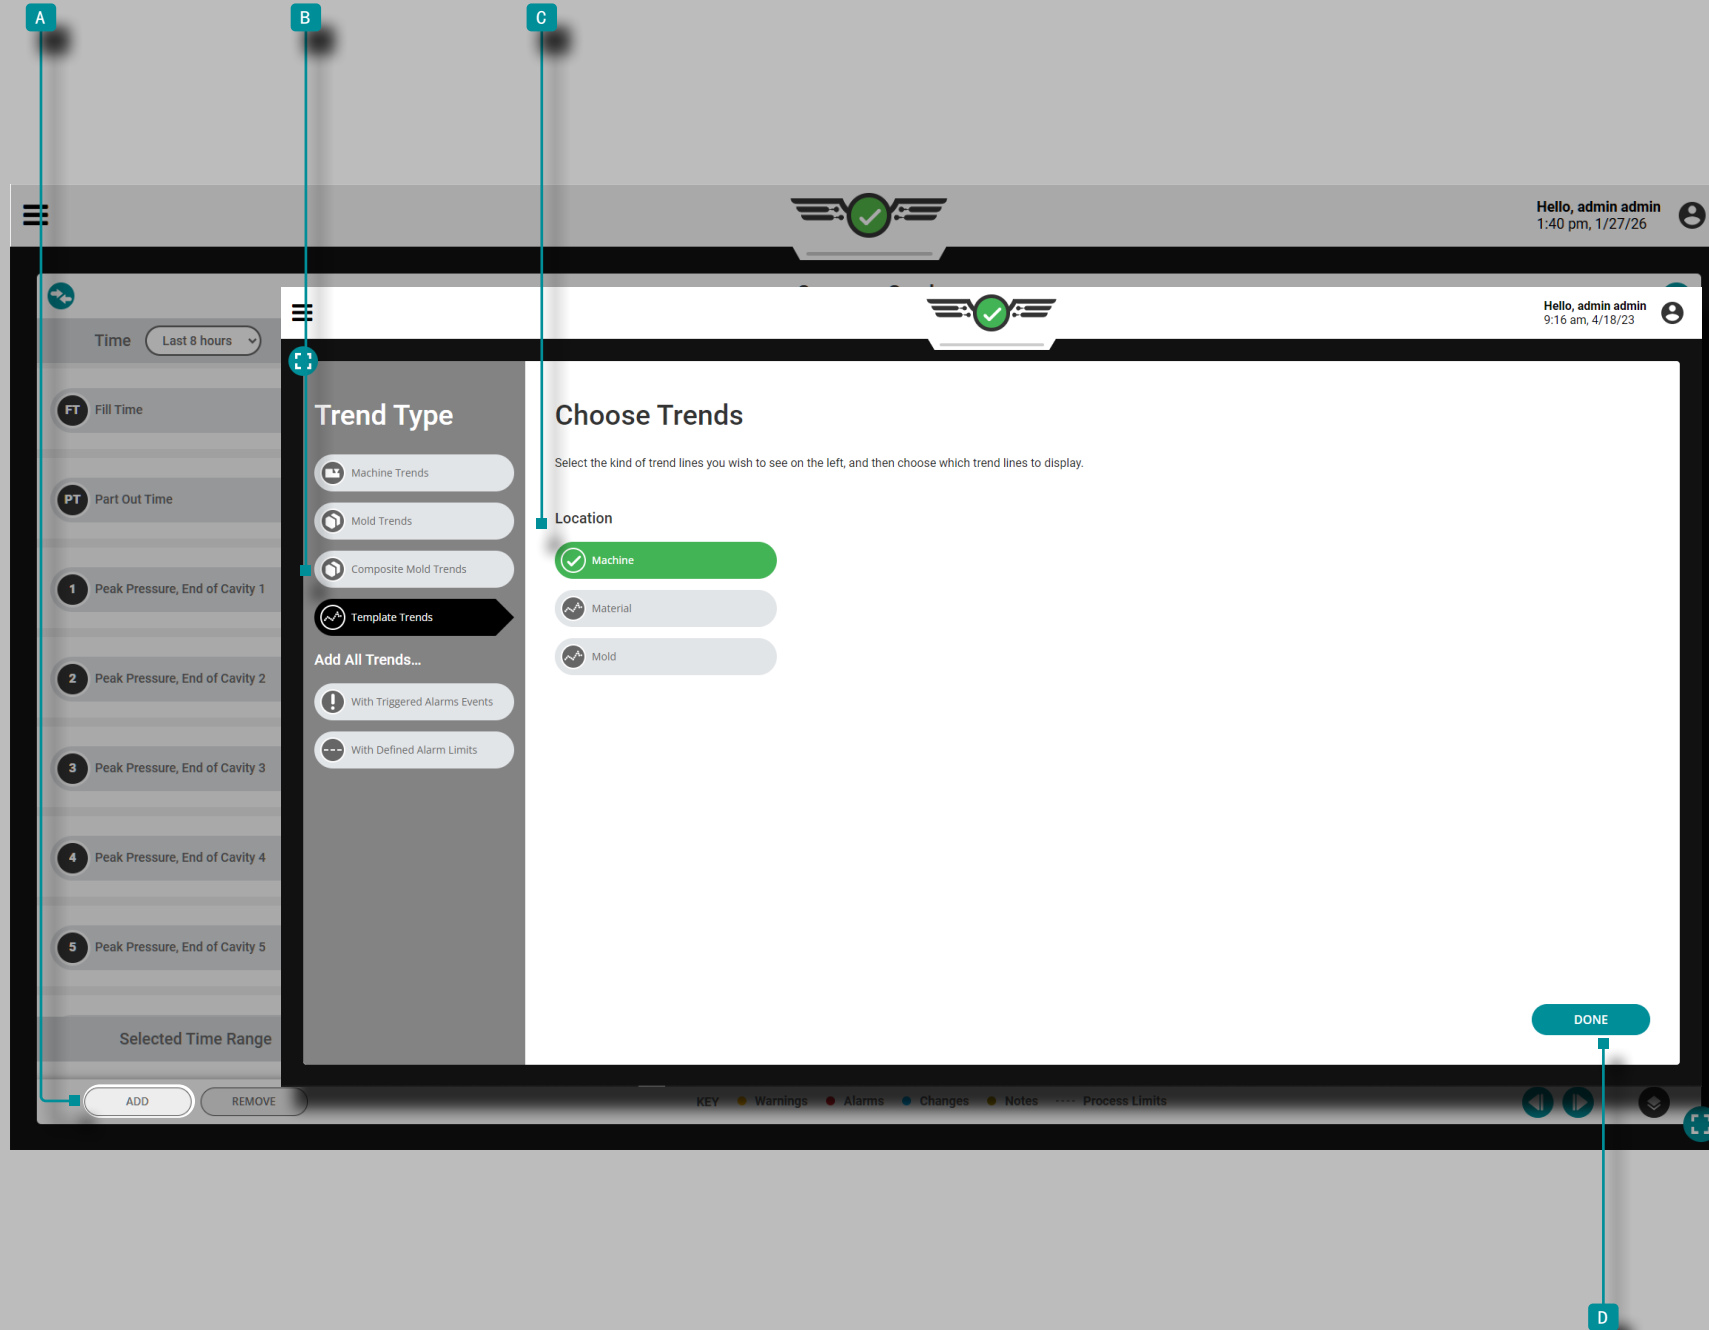 A
B
C
Hello, admin admin
1:40 pm, 1/27/26
Hello, admin admin
9:16 am, 4/18/23
Time
Last 8 hours
FT
Fill Time
PT
Part Out Time
1
Peak Pressure, End of Cavity 1
2
Peak Pressure, End of Cavity 2
3
Peak Pressure, End of Cavity 3
4
Peak Pressure, End of Cavity 4
5
Peak Pressure, End of Cavity 5
Selected Time Range
Trend Type
Machine Trends
Mold Trends
Composite Mold Trends
Template Trends
Add All Trends...
With Triggered Alarms Events
With Defined Alarm Limits
Choose Trends
Select the kind of trend lines you wish to see on the left, and then choose which trend lines to display.
Location
Machine
Material
Mold
DONE
ADD
REMOVE
KEY
Warnings
Alarms
Changes
Notes
Process Limits
D